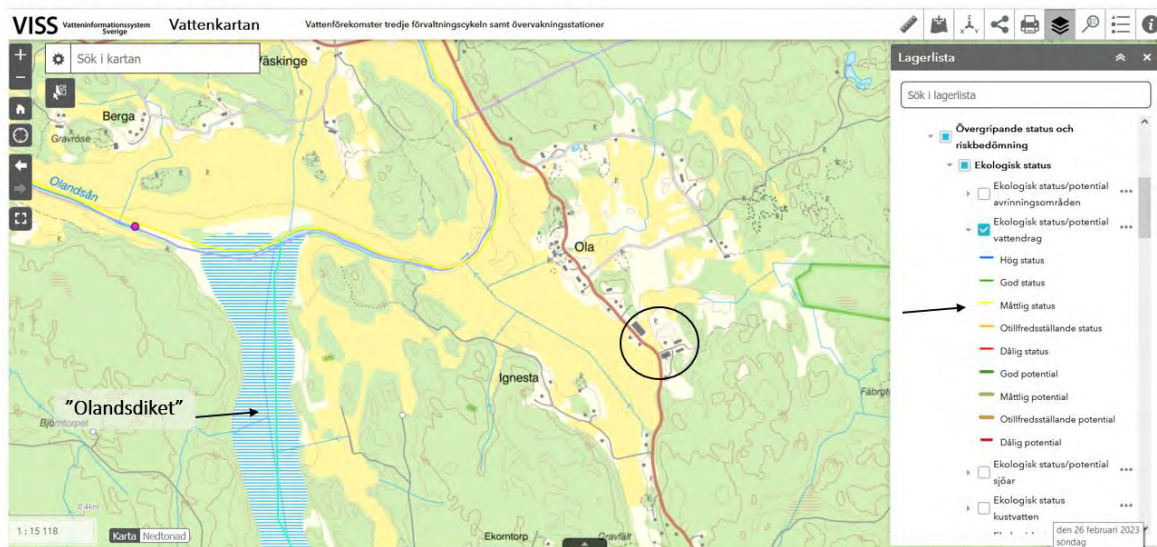 VISS Vatteninformationssystem Sverige Vattenkartan Vattenförekomster tredje förvaltningscykeln samt övervakningsstationer
Sök i kartan
Väskinge
Berga
Gravröse
Olandsån
Ola
Ignesta
"Olandsdiket"
Björntorpet
Fäbrot
Ekorntorp
Gravfält
0.4km
1 : 15 118
Karta Nedtonad
Lagerlista
Sök i lagerlista
Övergripande status och
riskbedömning
Ekologisk status
Ekologisk status/potential
avrinningsområden
Ekologisk status/potential
vattendrag
Hög status
God status
Måttlig status
Otillfredsställande status
Dålig status
God potential
Måttlig potential
Otillfredsställande potential
Dålig potential
Ekologisk status/potential
sjöar
Ekologisk status
kustvatten
den 26 februari 2023
söndag